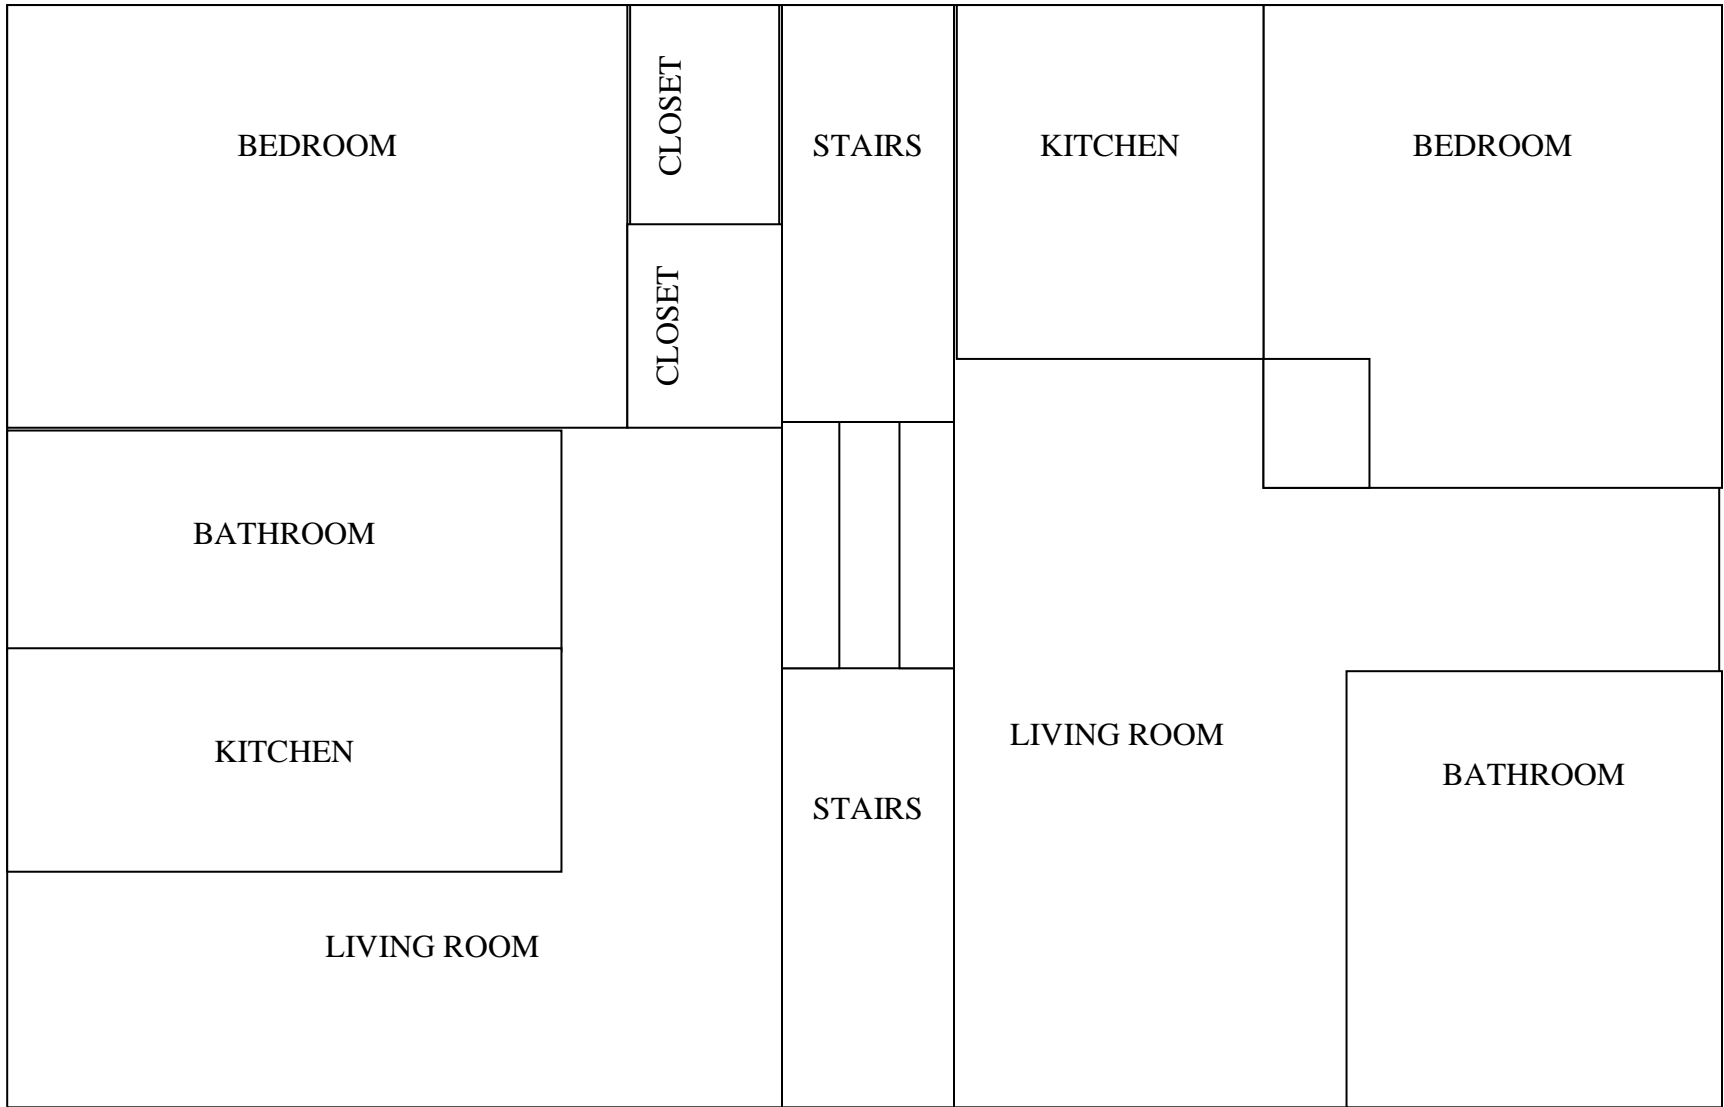 BEDROOM
CLOSET
STAIRS
KITCHEN
BEDROOM
CLOSET
BATHROOM
KITCHEN
LIVING ROOM
STAIRS
LIVING ROOM
BATHROOM